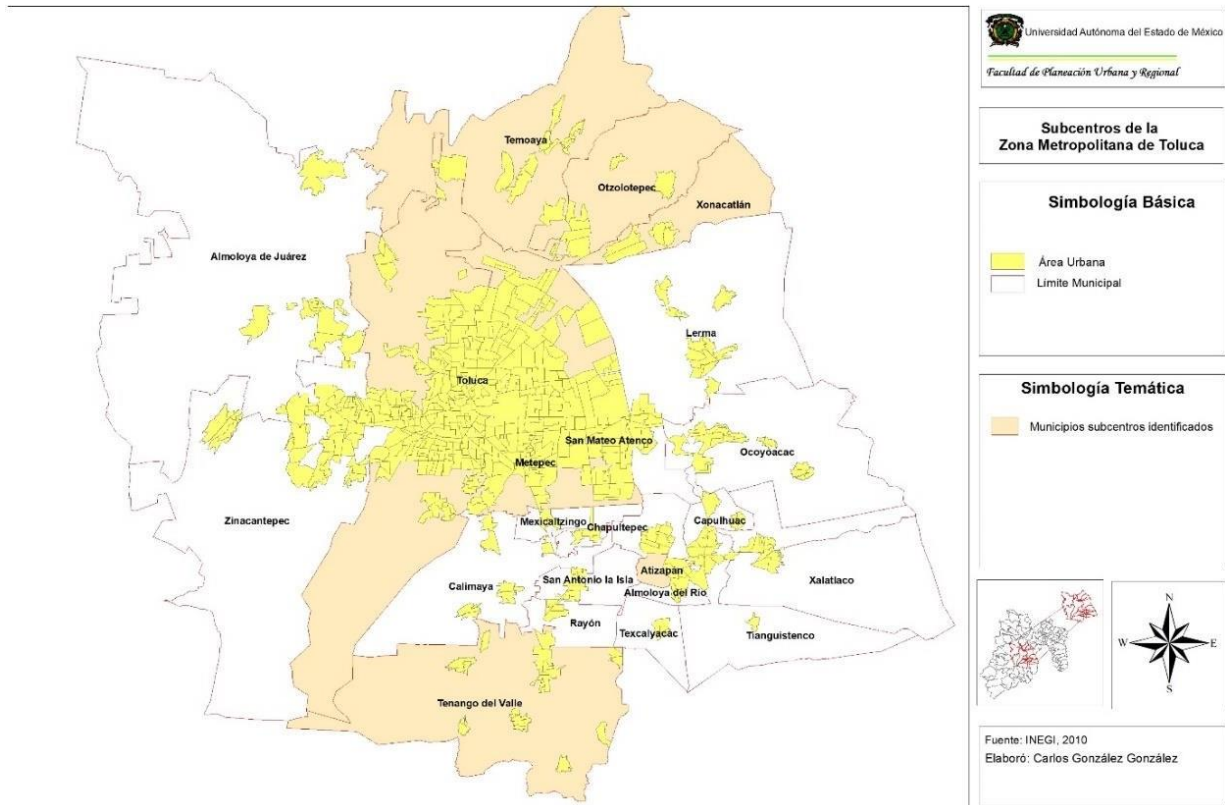 Universidad Autónoma del Estado de México
Facultad de Planeación Urbana y Regional
Subcentros de la
Zona Metropolitana de Toluca
Simbología Básica
Área Urbana
Límite Municipal
Simbología Temática
Municipios subcentros identificados
N
W
E
S
Fuente: INEGI, 2010
Elaboró: Carlos González González
Temoaya
Otzolotepec
Xonacatlán
Almoloya de Juárez
Lerma
Toluca
San Mateo Atenco
Ocoyoacac
Metepec
Zinacantepec
Mexicaltzingo
Chapultepec
Capulhuac
Atizapán
Xalatlaco
Calimaya
San Antonio la Isla
Almoloya del Río
Rayón
Texcalyacac
Tianguistenco
Tenango del Valle